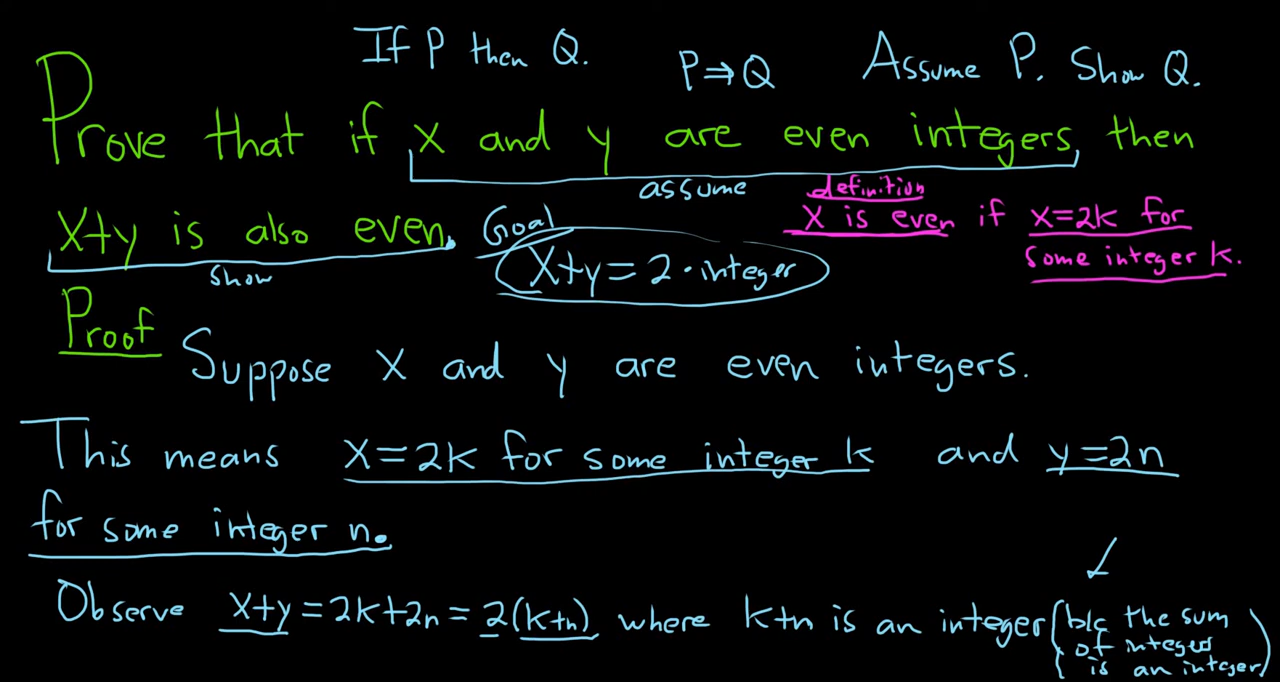 If P then Q. P⇒Q Assume P. Show Q.
Prove that if x and y are even integers, then
assume
definition
x+y is also even. Goal x is even if x=2k for
show x+y = 2 · integer some integer k.
Proof
Suppose x and y are even integers.
This means x=2k for some integer k and y=2n
for some integer n.
Observe x+y = 2k+2n = 2(k+n) where k+n is an integer (b/c the sum
of integers
is an integer)